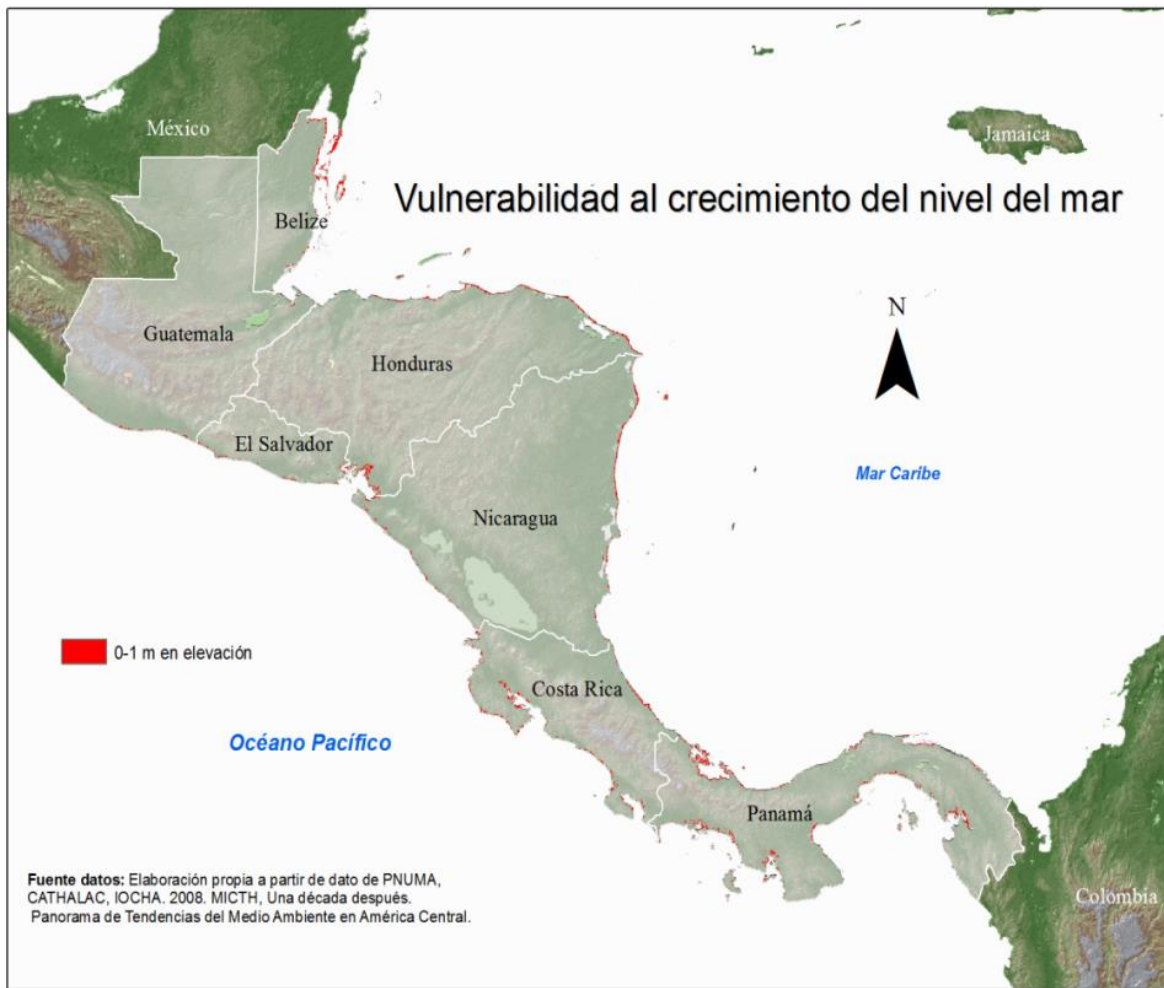 México
Jamaica
Vulnerabilidad al crecimiento del nivel del mar
Belize
N
Guatemala
Honduras
El Salvador
Mar Caribe
Nicaragua
0-1 m en elevación
Costa Rica
Océano Pacífico
Panamá
Fuente datos: Elaboración propia a partir de dato de PNUMA,
CATHALAC, IOCHA. 2008. MICTH, Una década después.
Panorama de Tendencias del Medio Ambiente en América Central.
Colombia